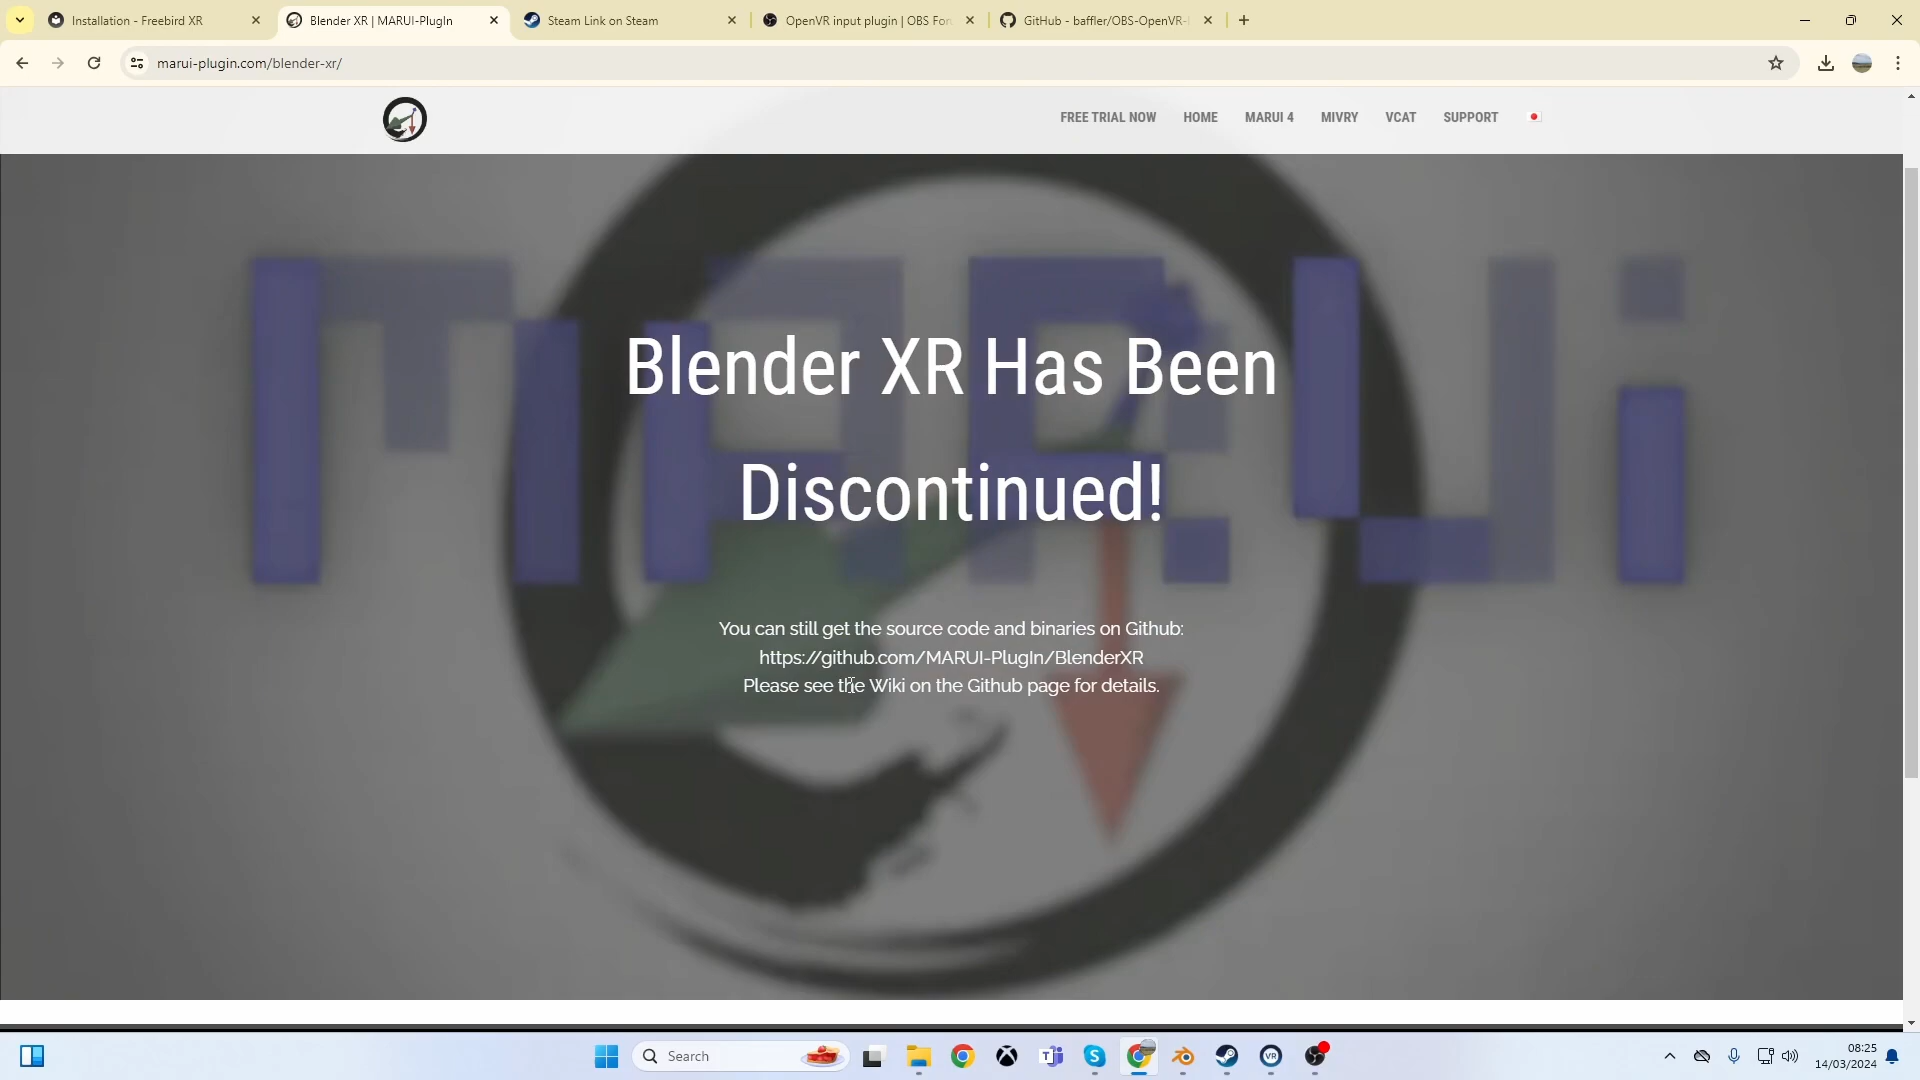 Installation - Freebird XR
Blender XR | MARUI-PlugIn
Steam Link on Steam
OpenVR input plugin | OBS For
GitHub - baffler/OBS-OpenVR-
marui-plugin.com/blender-xr/
FREE TRIAL NOW
HOME
MARUI 4
MIVRY
VCAT
SUPPORT
MARUi
Blender XR Has Been
Discontinued!
You can still get the source code and binaries on Github:
https://github.com/MARUI-PlugIn/BlenderXR
Please see the Wiki on the Github page for details.
Search
08:25
14/03/2024